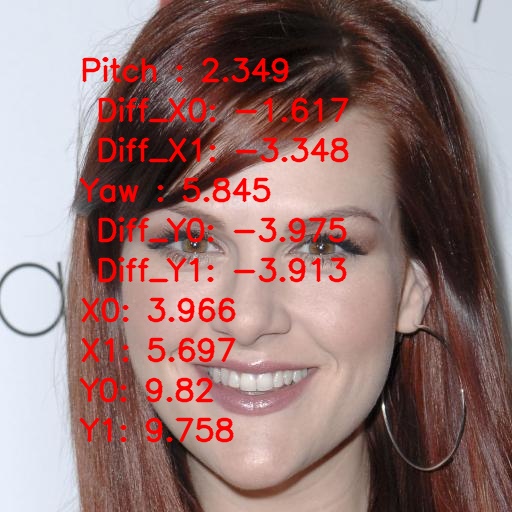 Pitch : 2.349
Diff_X0: -1.617
Diff_X1: -3.348
Yaw : 5.845
Diff_Y0: -3.975
Diff_Y1: -3.913
X0: 3.966
X1: 5.697
Y0: 9.82
Y1: 9.758
a